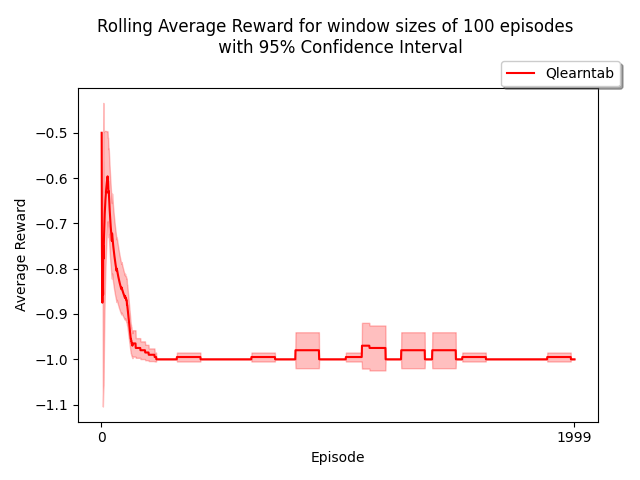 Rolling Average Reward for window sizes of 100 episodes
with 95% Confidence Interval
Qlearntab
Average Reward
−0.5
−0.6
−0.7
−0.8
−0.9
−1.0
−1.1
0
1999
Episode